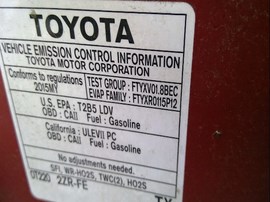 TOYOTA
VEHICLE EMISSION CONTROL INFORMATION
TOYOTA MOTOR CORPORATION
Conforms to regulations
2015MY
TEST GROUP : FTYXV01.8BEC
EVAP FAMILY : FTYXR0115P12
U.S. EPA : T2B5 LDV
OBD : CAII Fuel : Gasoline
California : ULEVII PC
OBD : CAII Fuel : Gasoline
No adjustments needed.
SFI, WR-HO2S, TWC(2), HO2S
0T220 2ZR-FE